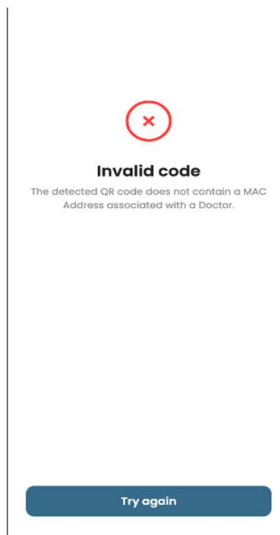 Invalid code
The detected QR code does not contain a MAC
Address associated with a Doctor.
Try again